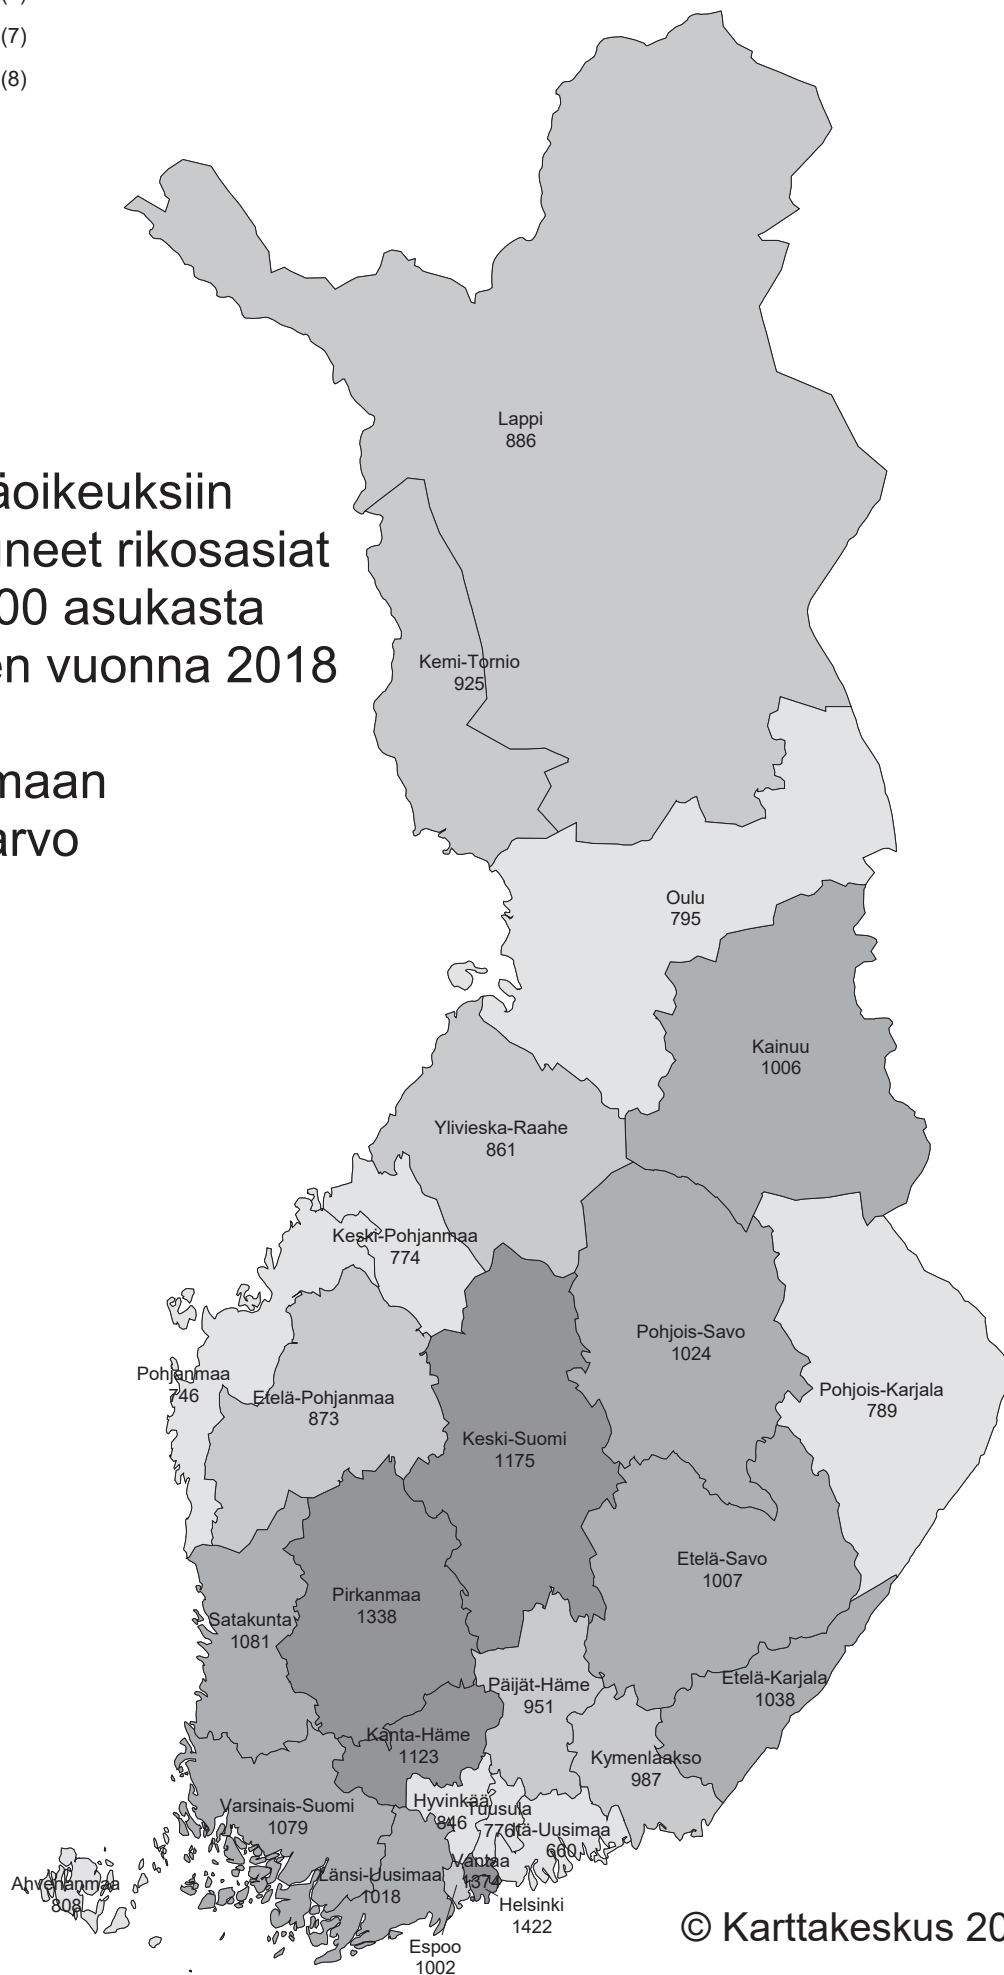 (7)
(8)
Lappi
886
äoikeuksiin
neet rikosasiat
00 asukasta
en vuonna 2018
Kemi-Tornio
925
maan
arvo
Oulu
795
Kainuu
1006
Ylivieska-Raahe
861
Keski-Pohjanmaa
774
Pohjois-Savo
1024
Pohjanmaa
746
Etelä-Pohjanmaa
873
Pohjois-Karjala
789
Keski-Suomi
1175
Etelä-Savo
1007
Pirkanmaa
1338
Satakunta
1081
Päijät-Häme
951
Etelä-Karjala
1038
Kanta-Häme
1123
Kymenlaakso
987
Hyvinkää
846
Tuusula
776
Itä-Uusimaa
660
Varsinais-Suomi
1079
Vantaa
1374
Länsi-Uusimaa
1018
Ahvenanmaa
808
Helsinki
1422
Espoo
1002
© Karttakeskus 20